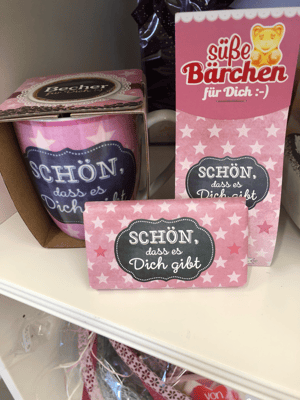 Becher
SCHÖN,
dass es
Dich gibt
süße
Bärchen
für Dich :-)
SCHÖN,
dass es
Dich gibt
SCHÖN,
dass es
Dich gibt
von